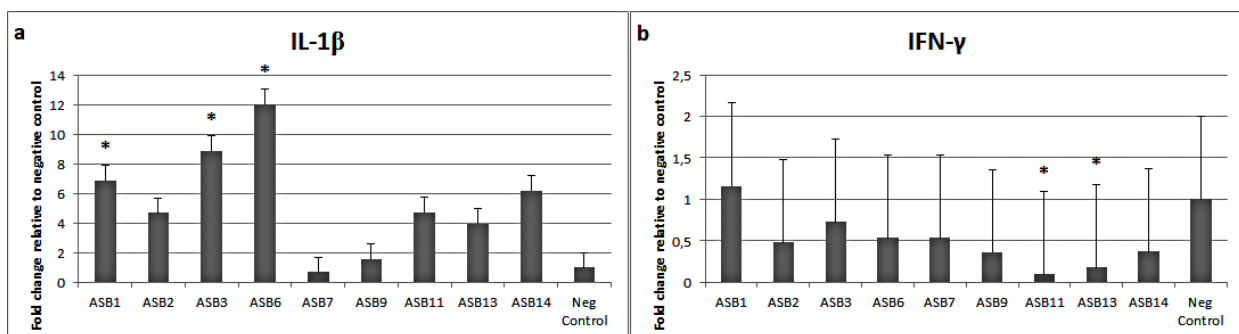 a
IL-1β
Fold change relative to negative control
14
12
10
8
6
4
2
0
*
*
*
ASB1 ASB2 ASB3 ASB6 ASB7 ASB9 ASB11 ASB13 ASB14 Neg
Control
b
IFN-γ
Fold change relative to negative control
2,5
2
1,5
1
0,5
0
*
*
ASB1 ASB2 ASB3 ASB6 ASB7 ASB9 ASB11 ASB13 ASB14 Neg
Control